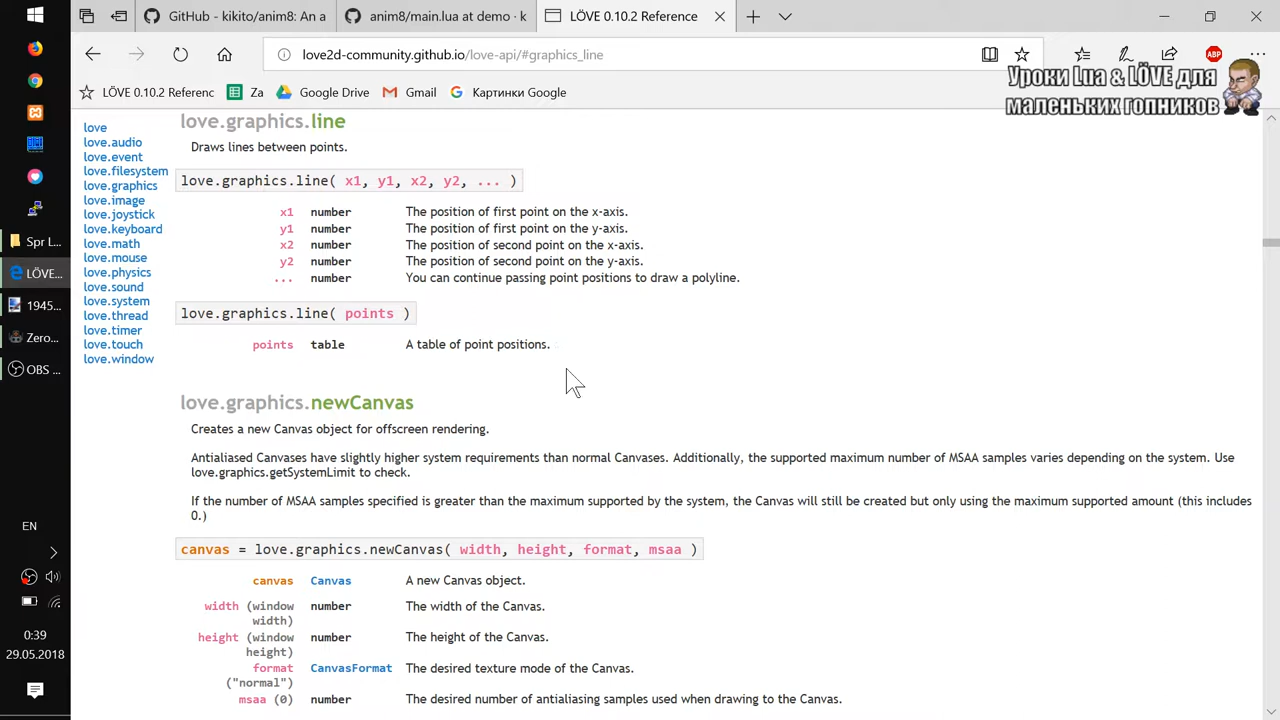 GitHub - kikito/anim8: An a
anim8/main.lua at demo · k
LÖVE 0.10.2 Reference
love2d-community.github.io/love-api/#graphics_line
ABP
LÖVE 0.10.2 Referenc
Za
Google Drive
Gmail
Картинки Google
Уроки Lua & LÖVE для
маленьких гопников
love
love.audio
love.event
love.filesystem
love.graphics
love.image
love.joystick
love.keyboard
love.math
love.mouse
love.physics
love.sound
love.system
love.thread
love.timer
love.touch
love.window
Spr L...
LÖVE...
1945...
Zero...
OBS ...
EN
0:39
29.05.2018
love.graphics.line
Draws lines between points.
love.graphics.line( x1, y1, x2, y2, ... )
x1 number The position of first point on the x-axis.
y1 number The position of first point on the y-axis.
x2 number The position of second point on the x-axis.
y2 number The position of second point on the y-axis.
... number You can continue passing point positions to draw a polyline.
love.graphics.line( points )
points table A table of point positions.
love.graphics.newCanvas
Creates a new Canvas object for offscreen rendering.
Antialiased Canvases have slightly higher system requirements than normal Canvases. Additionally, the supported maximum number of MSAA samples varies depending on the system. Use
love.graphics.getSystemLimit to check.
If the number of MSAA samples specified is greater than the maximum supported by the system, the Canvas will still be created but only using the maximum supported amount (this includes
0.)
canvas = love.graphics.newCanvas( width, height, format, msaa )
canvas Canvas A new Canvas object.
width (window number The width of the Canvas.
width)
height (window number The height of the Canvas.
height)
format CanvasFormat The desired texture mode of the Canvas.
("normal")
msaa (0) number The desired number of antialiasing samples used when drawing to the Canvas.